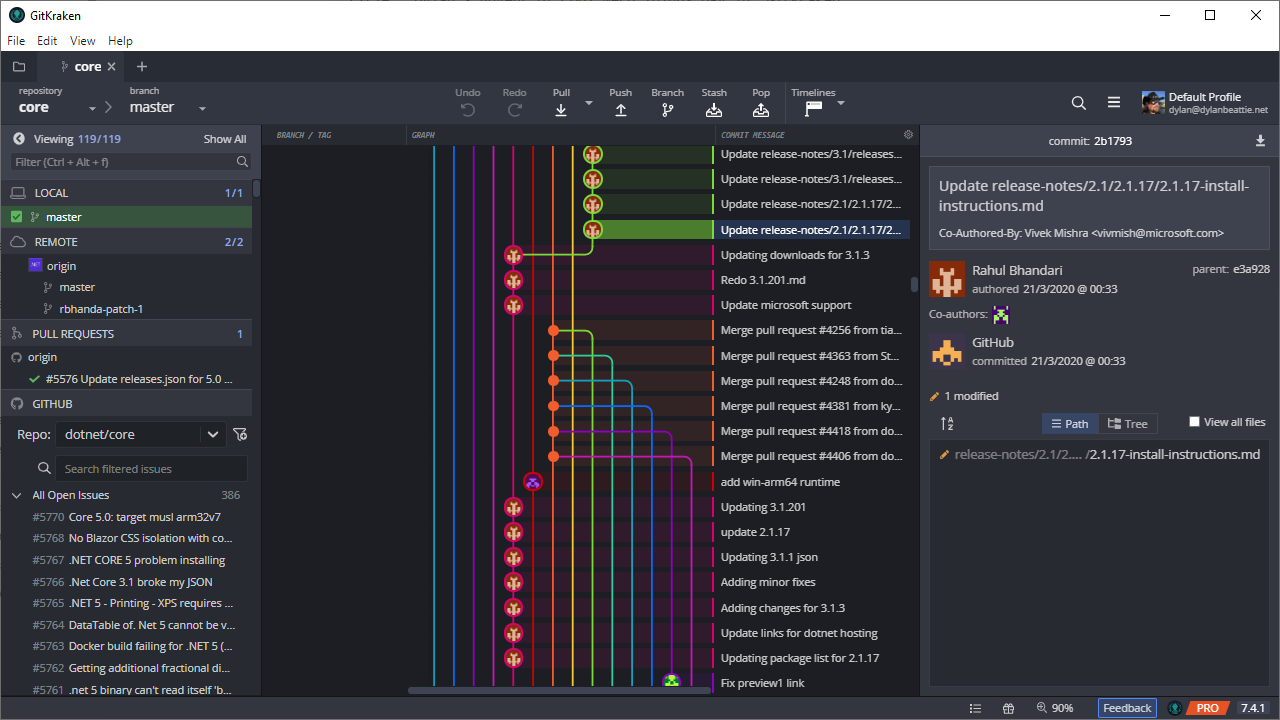 GitKraken
File Edit View Help
core
repository
core
branch
master
Undo
Redo
Pull
Push
Branch
Stash
Pop
Timelines
Default Profile
dylan@dylanbeattie.net
Viewing 119/119
Show All
Filter (Ctrl + Alt + f)
LOCAL 1/1
master
REMOTE 2/2
origin
master
rbhanda-patch-1
PULL REQUESTS 1
origin
#5576 Update releases.json for 5.0 ...
GITHUB
Repo: dotnet/core
Search filtered issues
All Open Issues 386
#5770 Core 5.0: target musl arm32v7
#5768 No Blazor CSS isolation with co...
#5767 .NET CORE 5 problem installing
#5766 .Net Core 3.1 broke my JSON
#5765 .NET 5 - Printing - XPS requires ...
#5764 DataTable of. Net 5 cannot be v...
#5763 Docker build failing for .NET 5 (...
#5762 Getting additional fractional di...
#5761 .net 5 binary can't read itself 'b...
BRANCH / TAG
GRAPH
COMMIT MESSAGE
Update release-notes/3.1/releases...
Update release-notes/3.1/releases...
Update release-notes/2.1/2.1.17/2...
Update release-notes/2.1/2.1.17/2...
Updating downloads for 3.1.3
Redo 3.1.201.md
Update microsoft support
Merge pull request #4256 from tia...
Merge pull request #4363 from St...
Merge pull request #4248 from do...
Merge pull request #4381 from ky...
Merge pull request #4418 from do...
Merge pull request #4406 from do...
add win-arm64 runtime
Updating 3.1.201
update 2.1.17
Updating 3.1.1 json
Adding minor fixes
Adding changes for 3.1.3
Update links for dotnet hosting
Updating package list for 2.1.17
Fix preview1 link
commit: 2b1793
Update release-notes/2.1/2.1.17/2.1.17-install-
instructions.md
Co-Authored-By: Vivek Mishra <vivmish@microsoft.com>
Rahul Bhandari
authored 21/3/2020 @ 00:33
parent: e3a928
Co-authors:
GitHub
committed 21/3/2020 @ 00:33
1 modified
Path
Tree
View all files
release-notes/2.1/2.... /2.1.17-install-instructions.md
90%
Feedback
PRO
7.4.1